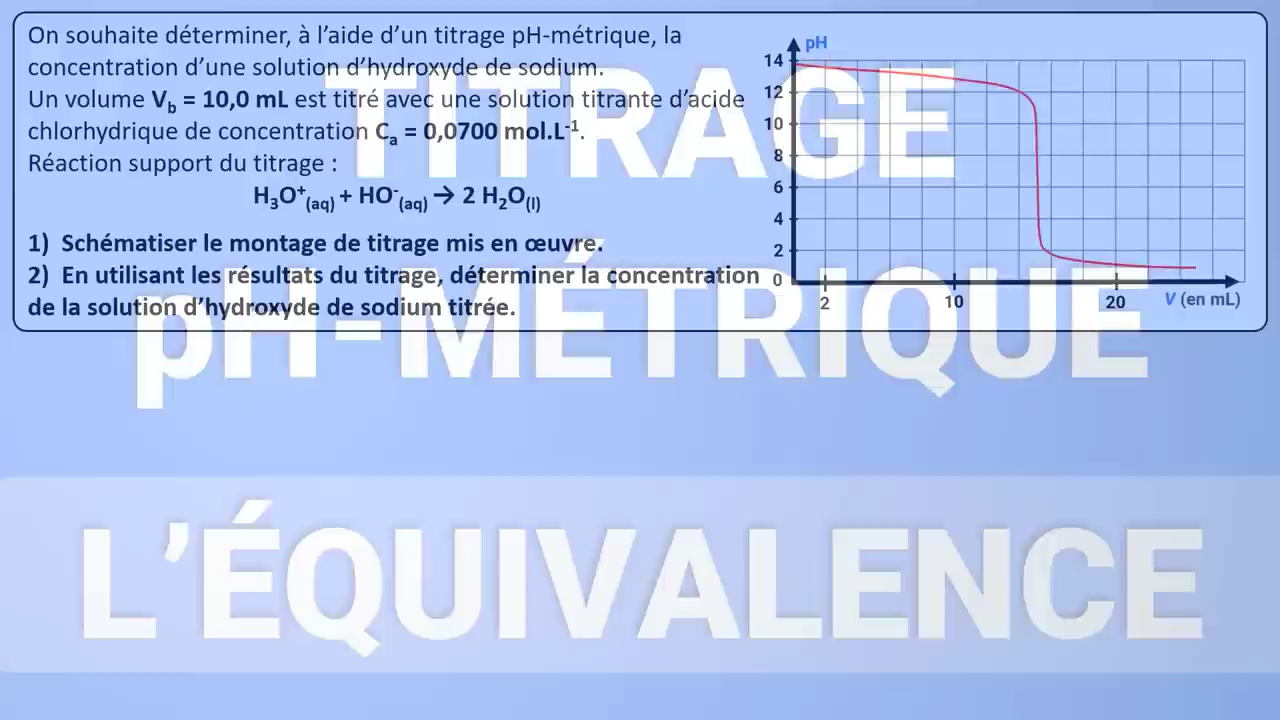 On souhaite déterminer, à l’aide d’un titrage pH-métrique, la
concentration d’une solution d’hydroxyde de sodium.
Un volume Vb = 10,0 mL est titré avec une solution titrante d’acide
chlorhydrique de concentration Ca = 0,0700 mol.L-1.
Réaction support du titrage :
H3O+(aq) + HO-(aq) → 2 H2O(l)
1) Schématiser le montage de titrage mis en œuvre.
2) En utilisant les résultats du titrage, déterminer la concentration
de la solution d’hydroxyde de sodium titrée.
pH
14
12
10
8
6
4
2
0
2 10 20 V (en mL)
TITRAGE
pH-MÉTRIQUE
L’ÉQUIVALENCE